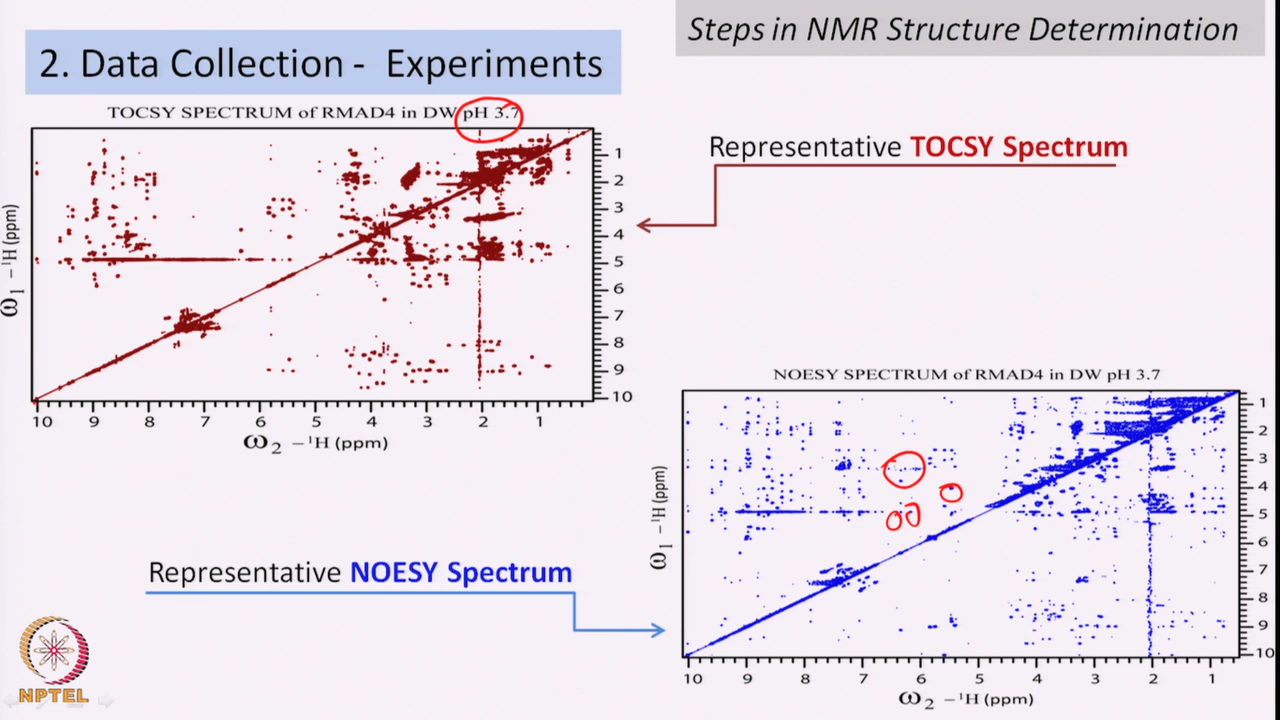 Steps in NMR Structure Determination
2. Data Collection - Experiments
TOCSY SPECTRUM of RMAD4 in DW pH 3.7
Representative TOCSY Spectrum
1
2
3
4
5
6
7
8
9
10
ω1 – 1H (ppm)
10 9 8 7 6 5 4 3 2 1
ω2 – 1H (ppm)
NOESY SPECTRUM of RMAD4 in DW pH 3.7
1
2
3
4
5
6
7
8
9
10
ω1 – 1H (ppm)
10 9 8 7 6 5 4 3 2 1
ω2 – 1H (ppm)
Representative NOESY Spectrum
NPTEL